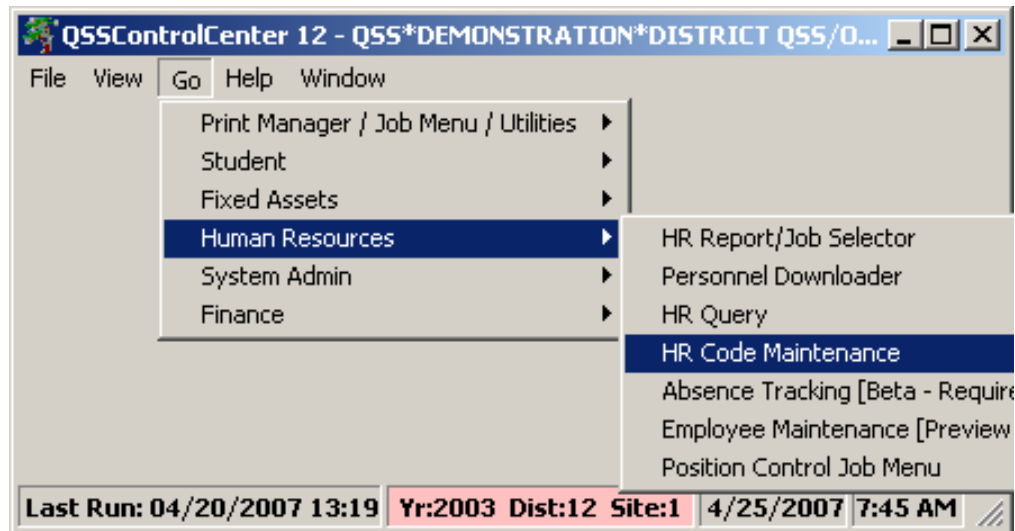 QSSControlCenter 12 - QSS*DEMONSTRATION*DISTRICT QSS/O...
File View Go Help Window
Print Manager / Job Menu / Utilities
Student
Fixed Assets
Human Resources
System Admin
Finance
HR Report/Job Selector
Personnel Downloader
HR Query
HR Code Maintenance
Absence Tracking [Beta - Require
Employee Maintenance [Preview
Position Control Job Menu
Last Run: 04/20/2007 13:19 Yr:2003 Dist:12 Site:1 4/25/2007 7:45 AM